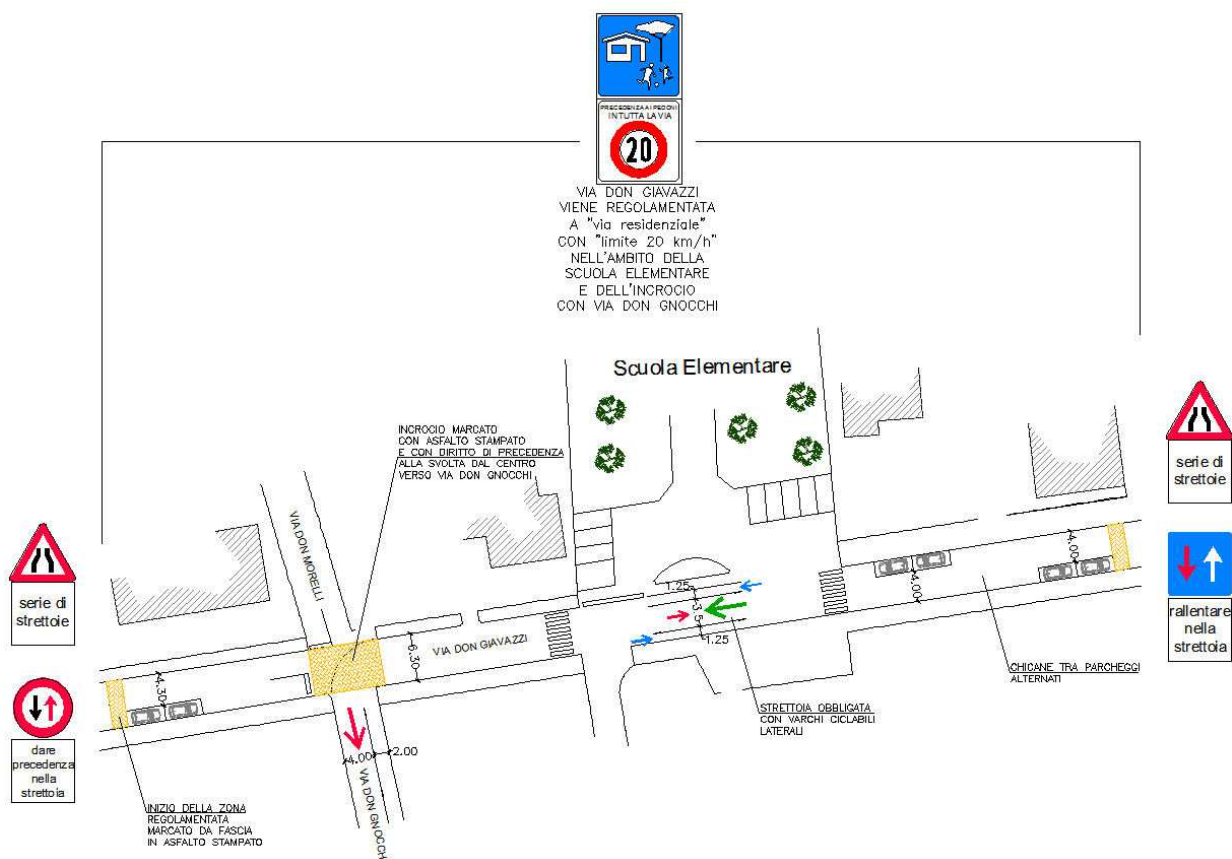 PRECEDENZA AI PEDONI
IN TUTTA LA VIA
20
VIA DON GIAVAZZI
VIENE REGOLAMENTATA
A "via residenziale"
CON "limite 20 km/h"
NELL'AMBITO DELLA
SCUOLA ELEMENTARE
E DELL'INCROCIO
CON VIA DON GNOCCHI
Scuola Elementare
INCROCIO MARCATO
CON ASFALTO STAMPATO
E CON DIRITTO DI PRECEDENZA
ALLA SVOLTA DAL CENTRO
VERSO VIA DON GNOCCHI
serie di
strettoie
serie di
strettoie
VIA DON MORELLI
4.00
4.00
1.25
3.5
1.25
rallentare
nella
strettoia
6.30
VIA DON GIAVAZZI
4.30
CHICANE TRA PARCHEGGI
ALTERNATI
STRETTOIA OBBLIGATA
CON VARCHI CICLABILI
LATERALI
dare
precedenza
nella
strettoia
4.00
2.00
VIA DON GNOCCHI
INIZIO DELLA ZONA
REGOLAMENTATA
MARCATO DA FASCIA
IN ASFALTO STAMPATO